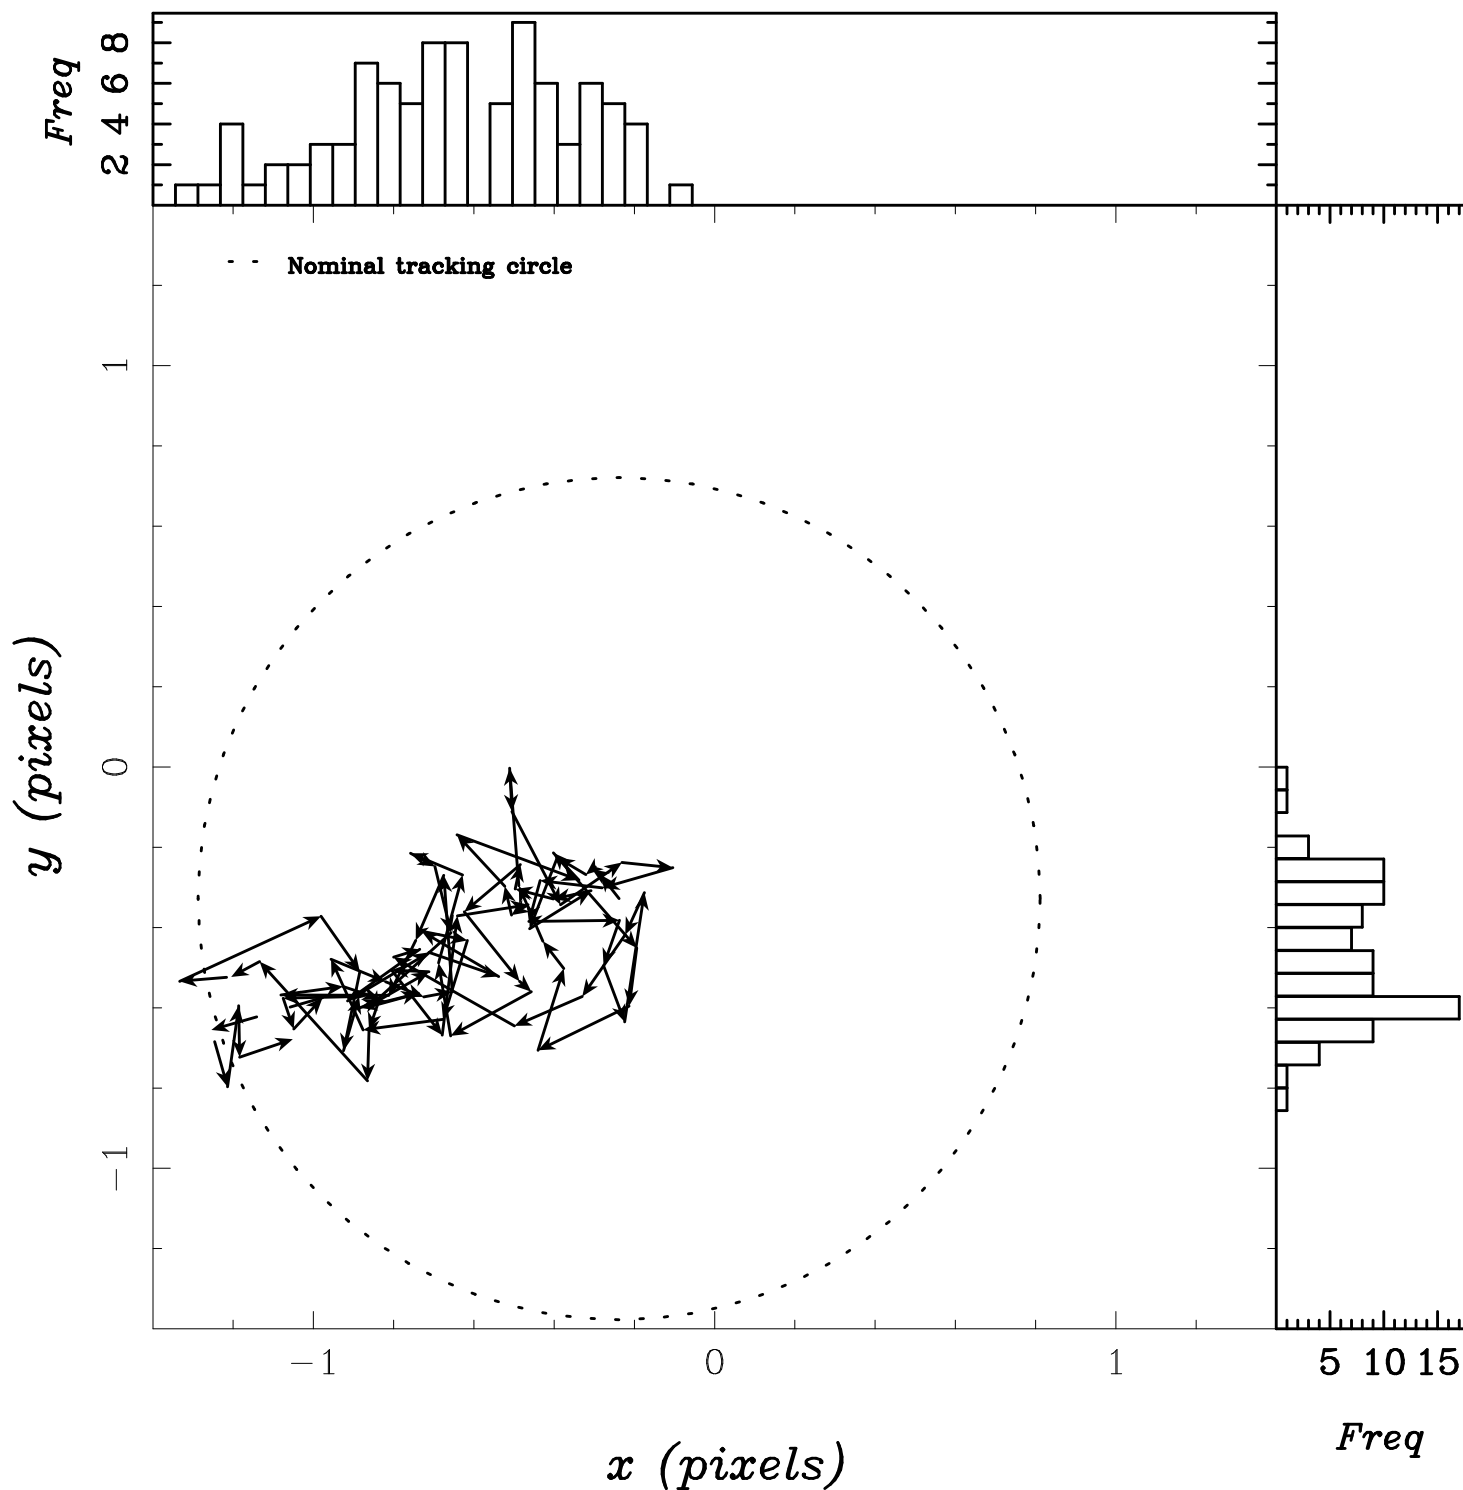 Freq
8
6
4
2
Nominal tracking circle
1
0
−1
y (pixels)
−1 0 1
5 10 15
Freq
x (pixels)